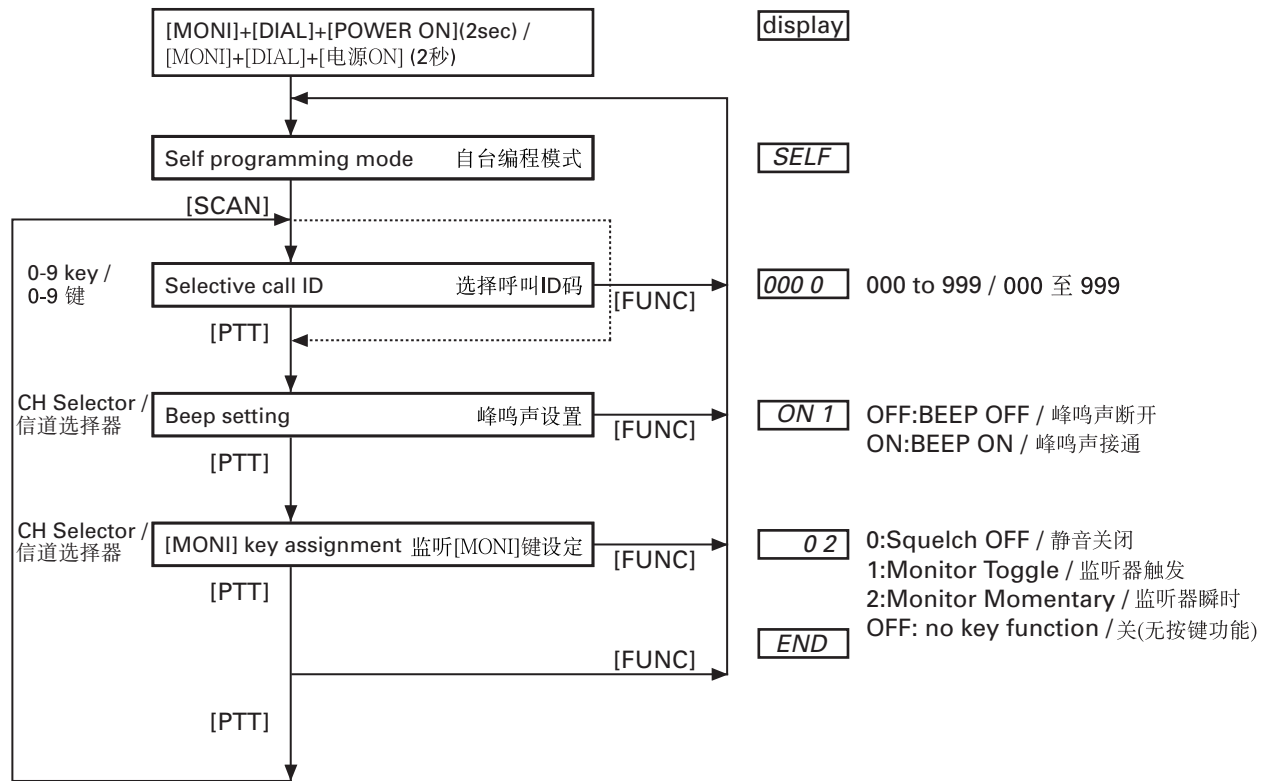 [MONI]+[DIAL]+[POWER ON](2sec) /
[MONI]+[DIAL]+[电源ON] (2秒)
display
Self programming mode 自台编程模式
SELF
[SCAN]
0-9 key /
0-9 键
Selective call ID 选择呼叫ID码
[FUNC]
000 0
000 to 999 / 000 至 999
[PTT]
CH Selector /
信道选择器
Beep setting 峰鸣声设置
[FUNC]
ON 1
OFF:BEEP OFF / 峰鸣声断开
ON:BEEP ON / 峰鸣声接通
[PTT]
CH Selector /
信道选择器
[MONI] key assignment 监听[MONI]键设定
[FUNC]
0 2
0:Squelch OFF / 静音关闭
1:Monitor Toggle / 监听器触发
2:Monitor Momentary / 监听器瞬时
OFF: no key function / 关(无按键功能)
[PTT]
END
[FUNC]
[PTT]